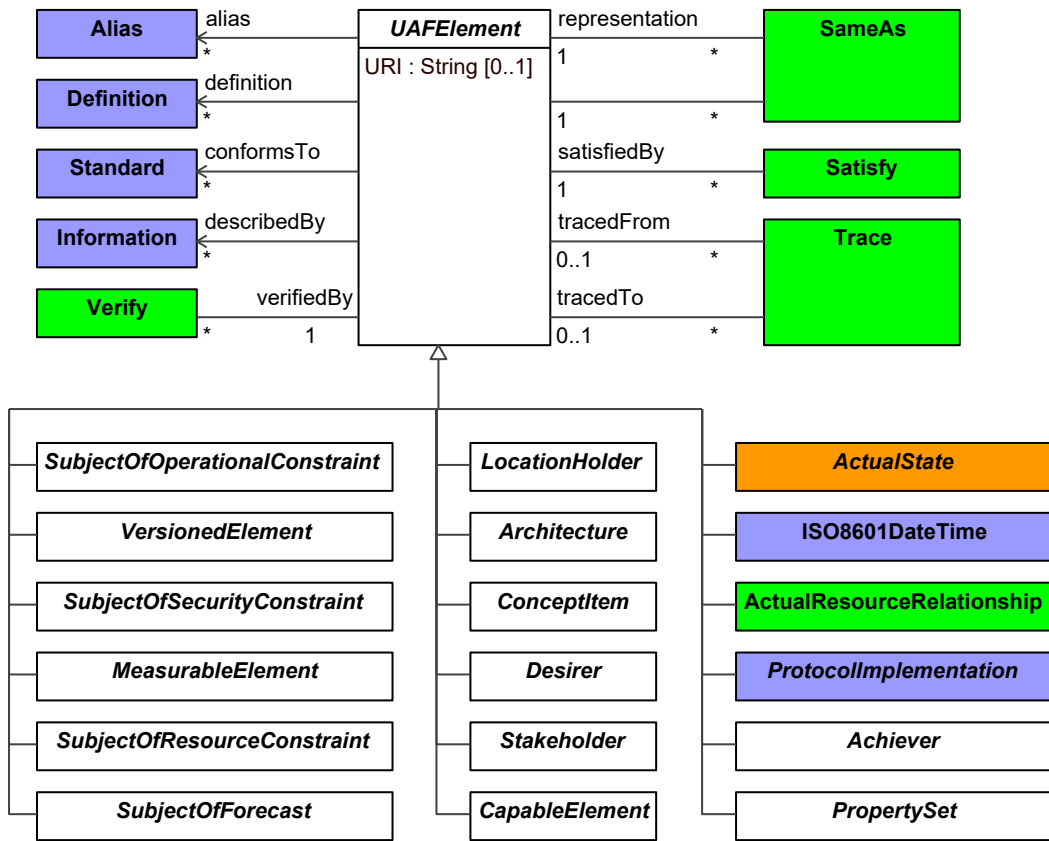 Alias
alias
*
UAFElement
URI : String [0..1]
representation
1
*
SameAs
Definition
definition
*
1
*
Standard
conformsTo
*
satisfiedBy
1
*
Satisfy
Information
describedBy
*
tracedFrom
0..1
*
Trace
Verify
verifiedBy
*
1
tracedTo
0..1
*
SubjectOfOperationalConstraint
LocationHolder
ActualState
VersionedElement
Architecture
ISO8601DateTime
SubjectOfSecurityConstraint
ConceptItem
ActualResourceRelationship
MeasurableElement
Desirer
ProtocolImplementation
SubjectOfResourceConstraint
Stakeholder
Achiever
SubjectOfForecast
CapableElement
PropertySet